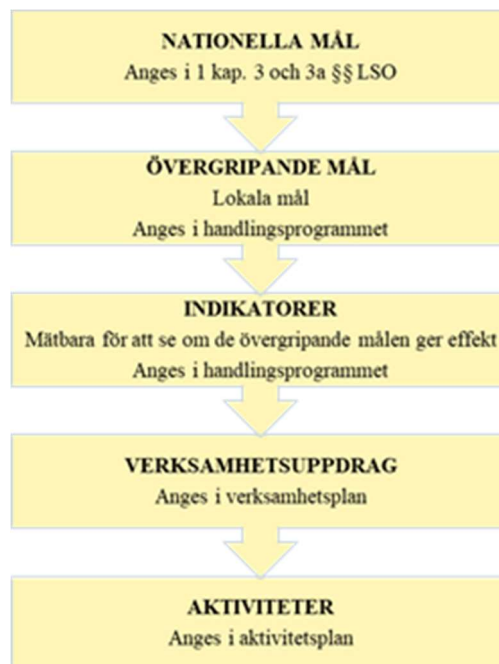 NATIONELLA MÅL
Anges i 1 kap. 3 och 3a §§ LSO
ÖVERGRIPANDE MÅL
Lokala mål
Anges i handlingsprogrammet
INDIKATORER
Mätbara för att se om de övergripande målen ger effekt
Anges i handlingsprogrammet
VERKSAMHETSUPPDRAG
Anges i verksamhetsplan
AKTIVITETER
Anges i aktivitetsplan